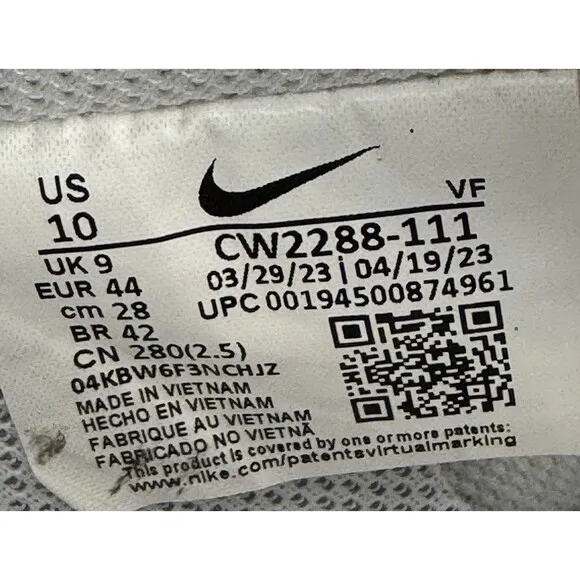 US
10
VF
CW2288-111
UK 9
03/29/23 | 04/19/23
EUR 44
UPC 00194500874961
cm 28
BR 42
CN 280(2.5)
04KBW6F3NCHJZ
MADE IN VIETNAM
HECHO EN VIETNAM
FABRIQUE AU VIETNAM
FABRICADO NO VIETNÃ
This product is covered by one or more patents:
www.nike.com/patentsvirtualmarking